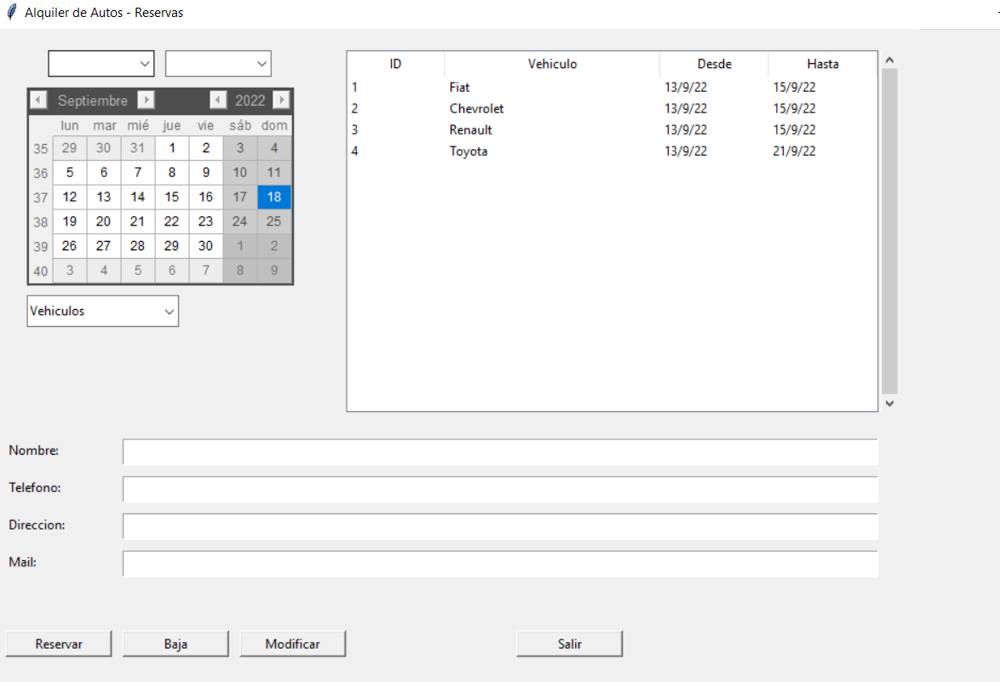 Alquiler de Autos - Reservas
Septiembre 2022
lun mar mié jue vie sáb dom
35 29 30 31 1 2 3 4
36 5 6 7 8 9 10 11
37 12 13 14 15 16 17 18
38 19 20 21 22 23 24 25
39 26 27 28 29 30 1 2
40 3 4 5 6 7 8 9
Vehiculos
ID Vehiculo Desde Hasta
1 Fiat 13/9/22 15/9/22
2 Chevrolet 13/9/22 15/9/22
3 Renault 13/9/22 15/9/22
4 Toyota 13/9/22 21/9/22
Nombre:
Telefono:
Direccion:
Mail:
Reservar Baja Modificar Salir